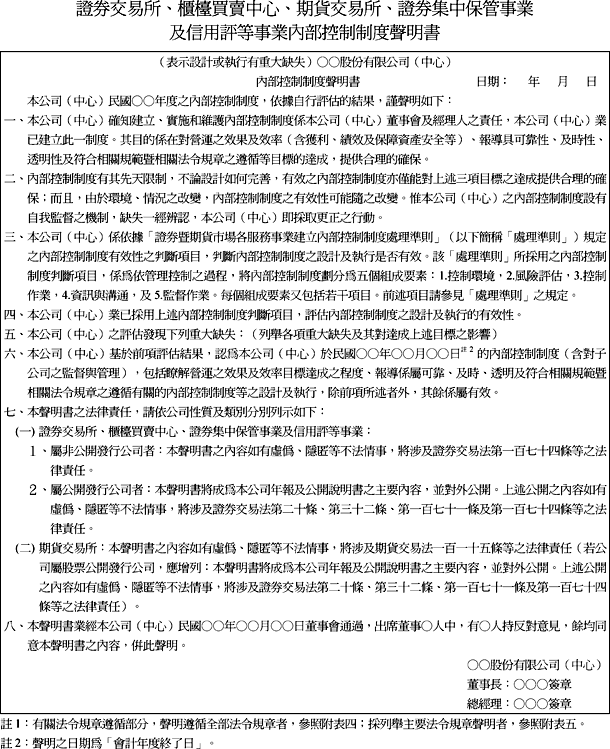 證券交易所、櫃檯買賣中心、期貨交易所、證券集中保管事業
及信用評等事業內部控制制度聲明書
（表示設計或執行有重大缺失）○○股份有限公司（中心）
內部控制制度聲明書 日期： 年 月 日
本公司（中心）民國○○年度之內部控制制度，依據自行評估的結果，謹聲明如下：
一、本公司（中心）確知建立、實施和維護內部控制制度係本公司（中心）董事會及經理人之責任，本公司（中心）業
已建立此一制度。其目的係在對營運之效果及效率（含獲利、績效及保障資產安全等）、報導具可靠性、及時性、
透明性及符合相關規範暨相關法令規章之遵循等目標的達成，提供合理的確保。
二、內部控制制度有其先天限制，不論設計如何完善，有效之內部控制制度亦僅能對上述三項目標之達成提供合理的確
保；而且，由於環境、情況之改變，內部控制制度之有效性可能隨之改變。惟本公司（中心）之內部控制制度設有
自我監督之機制，缺失一經辨認，本公司（中心）即採取更正之行動。
三、本公司（中心）係依據「證券暨期貨市場各服務事業建立內部控制制度處理準則」（以下簡稱「處理準則」）規定
之內部控制制度有效性之判斷項目，判斷內部控制制度之設計及執行是否有效。該「處理準則」所採用之內部控制
制度判斷項目，係為依管理控制之過程，將內部控制制度劃分為五個組成要素：1.控制環境，2.風險評估，3.控制
作業，4.資訊與溝通，及 5.監督作業。每個組成要素又包括若干項目。前述項目請參見「處理準則」之規定。
四、本公司（中心）業已採用上述內部控制制度判斷項目，評估內部控制制度之設計及執行的有效性。
五、本公司（中心）之評估發現下列重大缺失：（列舉各項重大缺失及其對達成上述目標之影響）
六、本公司（中心）基於前項評估結果，認為本公司（中心）於民國○○年○○月○○日註 2 的內部控制制度（含對子
公司之監督與管理），包括瞭解營運之效果及效率目標達成之程度、報導係屬可靠、及時、透明及符合相關規範暨
相關法令規章之遵循有關的內部控制制度等之設計及執行，除前項所述者外，其餘係屬有效。
七、本聲明書之法律責任，請依公司性質及類別分別列示如下：
(一) 證券交易所、櫃檯買賣中心、證券集中保管事業及信用評等事業：
１、屬非公開發行公司者：本聲明書之內容如有虛偽、隱匿等不法情事，將涉及證券交易法第一百七十四條等之法
律責任。
２、屬公開發行公司者：本聲明書將成為本公司年報及公開說明書之主要內容，並對外公開。上述公開之內容如有
虛偽、隱匿等不法情事，將涉及證券交易法第二十條、第三十二條、第一百七十一條及第一百七十四條等之法
律責任。
(二) 期貨交易所：本聲明書之內容如有虛偽、隱匿等不法情事，將涉及期貨交易法一百一十五條等之法律責任（若公
司屬股票公開發行公司，應增列：本聲明書將成為本公司年報及公開說明書之主要內容，並對外公開。上述公開
之內容如有虛偽、隱匿等不法情事，將涉及證券交易法第二十條、第三十二條、第一百七十一條及第一百七十四
條等之法律責任）。
八、本聲明書業經本公司（中心）民國○○年○○月○○日董事會通過，出席董事○人中，有○人持反對意見，餘均同
意本聲明書之內容，併此聲明。
○○股份有限公司（中心）
董事長：○○○簽章
總經理：○○○簽章
註 1：有關法令規章遵循部分，聲明遵循全部法令規章者，參照附表四；採列舉主要法令規章聲明者，參照附表五。
註 2：聲明之日期為「會計年度終了日」。